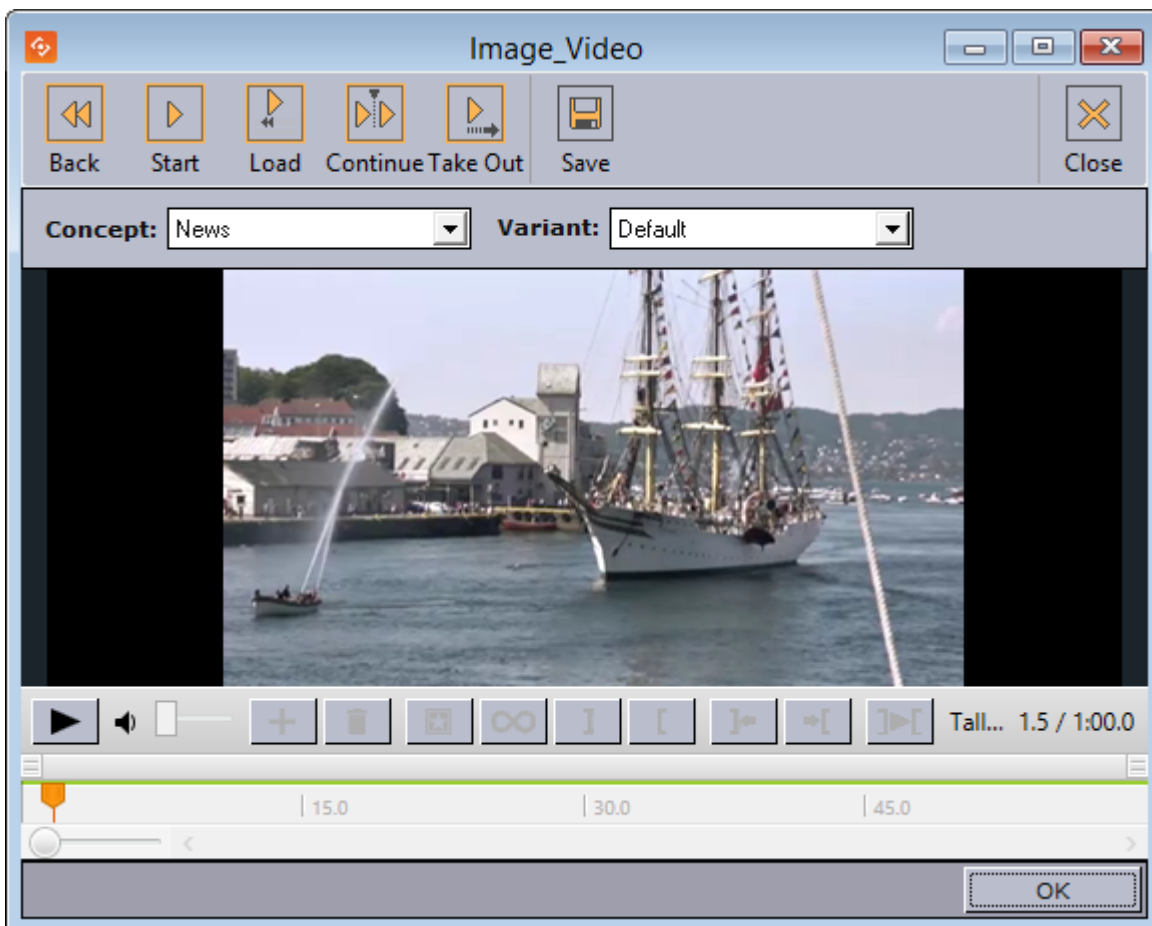 Image_Video
Back Start Load Continue Take Out Save Close
Concept: News Variant: Default
Tall... 1.5 / 1:00.0
15.0 30.0 45.0
OK